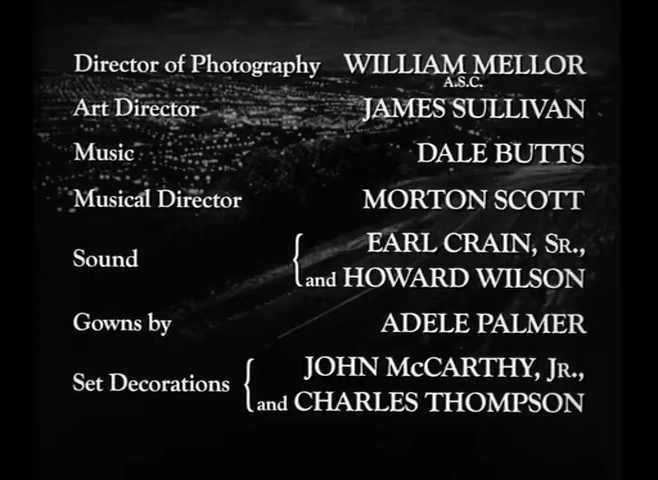 Director of Photography WILLIAM MELLOR
A.S.C.
Art Director JAMES SULLIVAN
Music DALE BUTTS
Musical Director MORTON SCOTT
Sound { EARL CRAIN, SR.,
and HOWARD WILSON
Gowns by ADELE PALMER
Set Decorations { JOHN McCARTHY, JR.,
and CHARLES THOMPSON